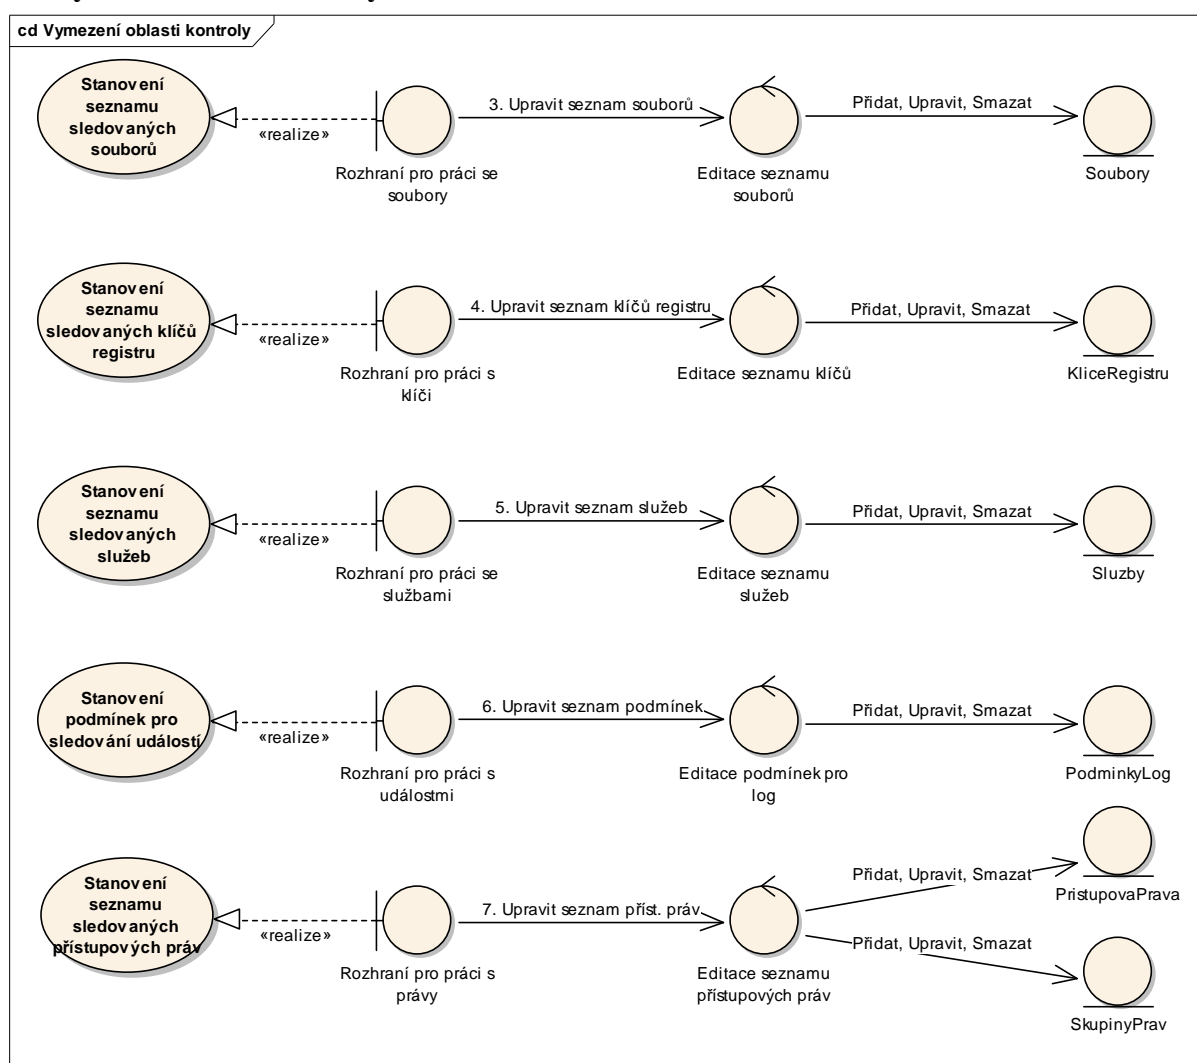 cd Vymezení oblasti kontroly
Stanovení
seznamu
sledovaných
souborů
«realize»
Rozhraní pro práci se
soubory
3. Upravit seznam souborů
Editace seznamu
souborů
Přidat, Upravit, Smazat
Soubory
Stanovení
seznamu
sledovaných klíčů
registru
«realize»
Rozhraní pro práci s
klíči
4. Upravit seznam klíčů registru
Editace seznamu klíčů
Přidat, Upravit, Smazat
KliceRegistru
Stanovení
seznamu
sledovaných
služeb
«realize»
Rozhraní pro práci se
službami
5. Upravit seznam služeb
Editace seznamu
služeb
Přidat, Upravit, Smazat
Sluzby
Stanovení
podmínek pro
sledování událostí
«realize»
Rozhraní pro práci s
událostmi
6. Upravit seznam podmínek
Editace podmínek pro
log
Přidat, Upravit, Smazat
PodminkyLog
Stanovení
seznamu
sledovaných
přístupových práv
«realize»
Rozhraní pro práci s
právy
7. Upravit seznam příst. práv
Editace seznamu
přístupových práv
Přidat, Upravit, Smazat
PristupovaPrava
Přidat, Upravit, Smazat
SkupinyPrav